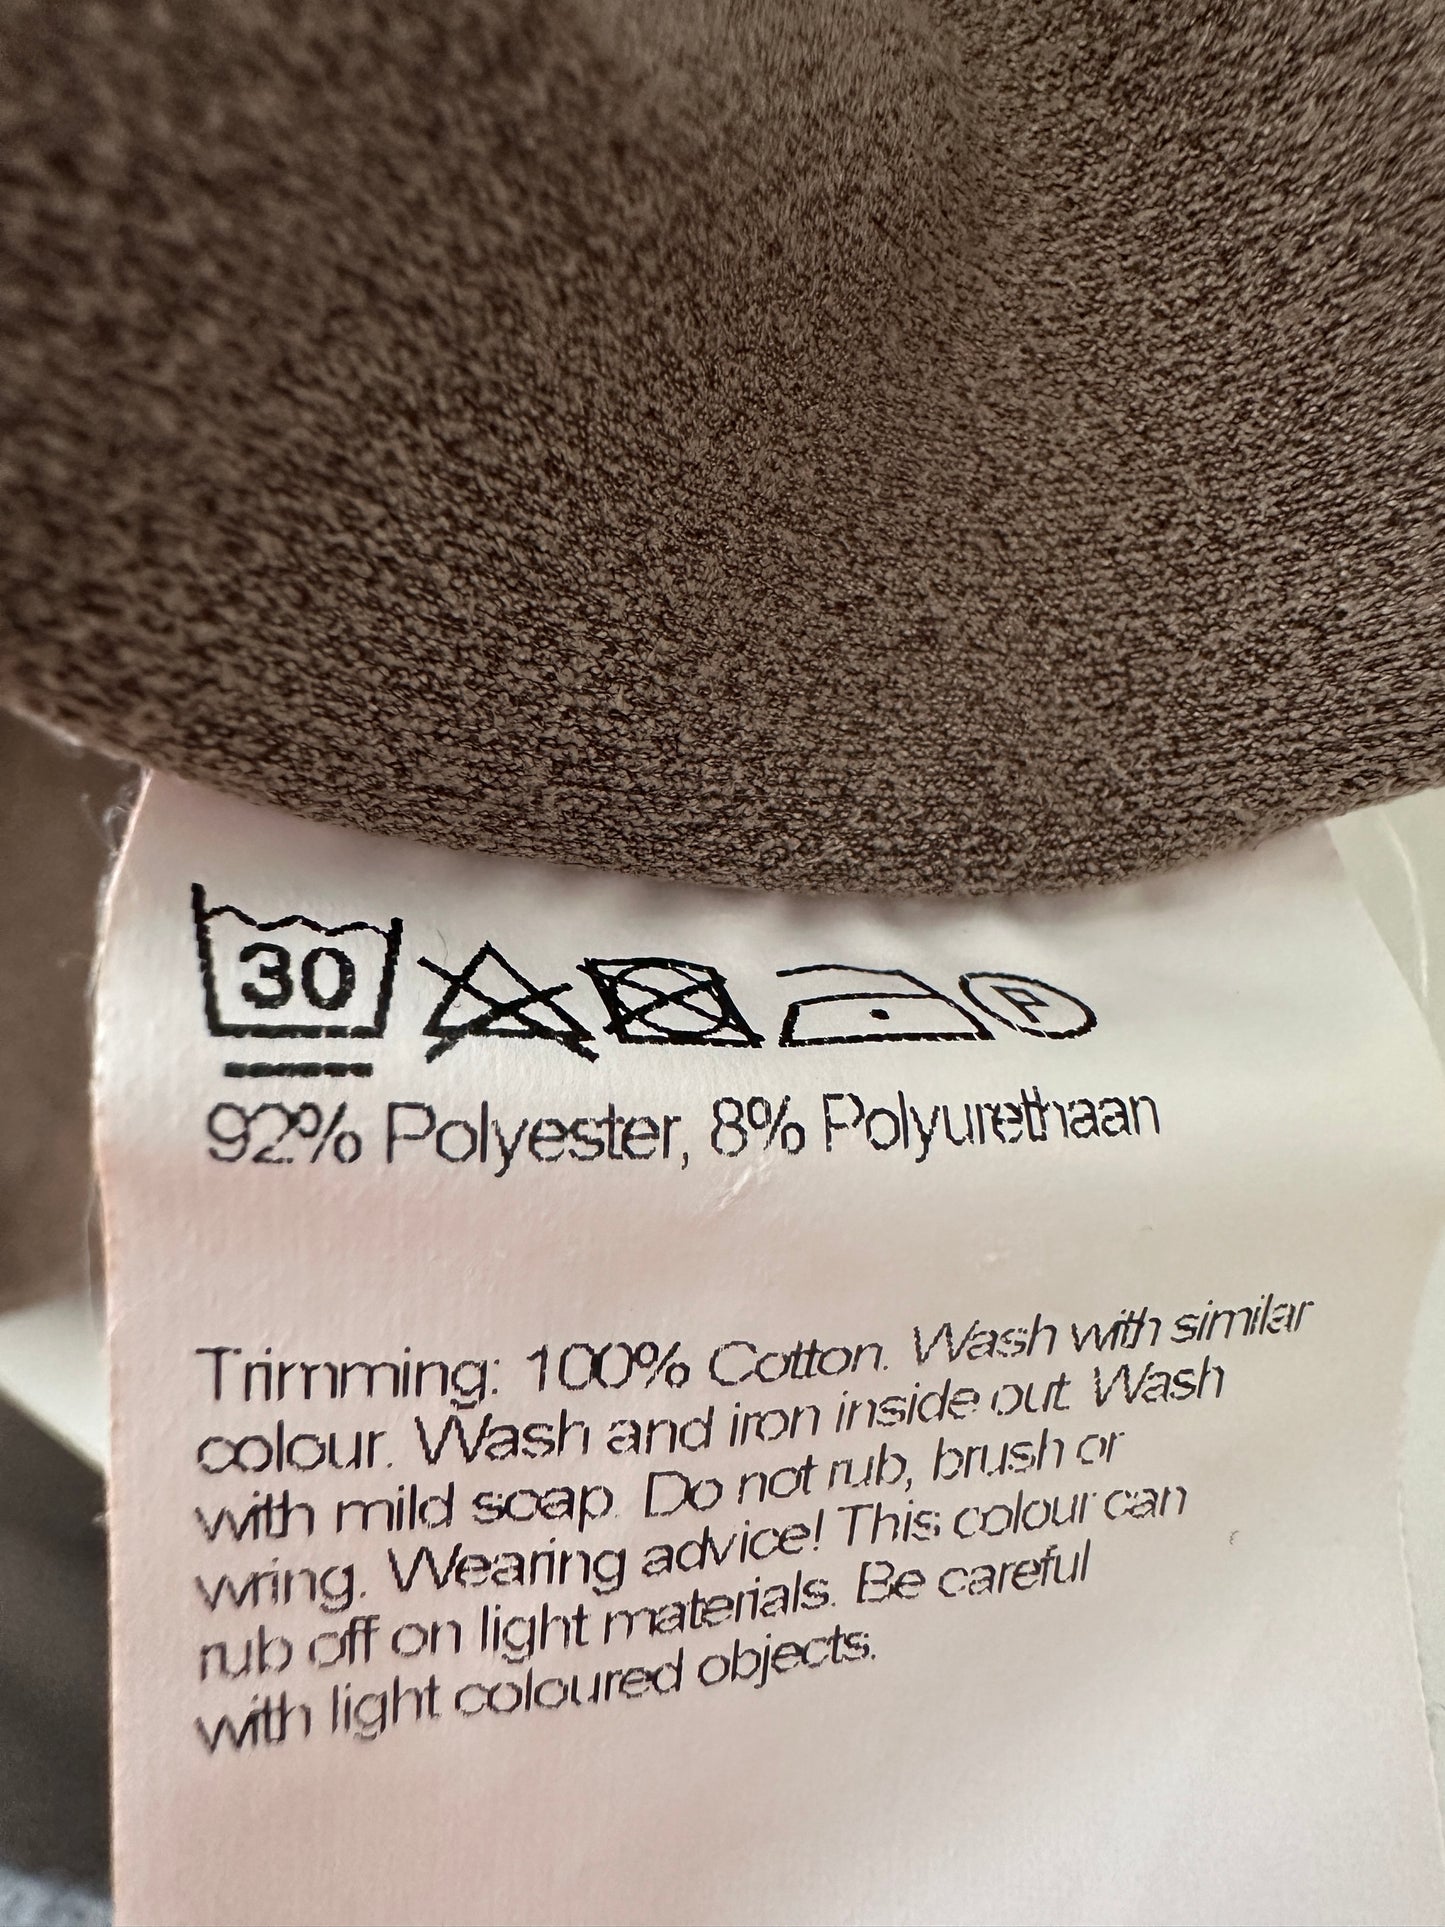 30
P
92% Polyester, 8% Polyurethaan
Trimming: 100% Cotton. Wash with similar
colour. Wash and iron inside out. Wash
with mild soap. Do not rub, brush or
wring. Wearing advice! This colour can
rub off on light materials. Be careful
with light coloured objects.